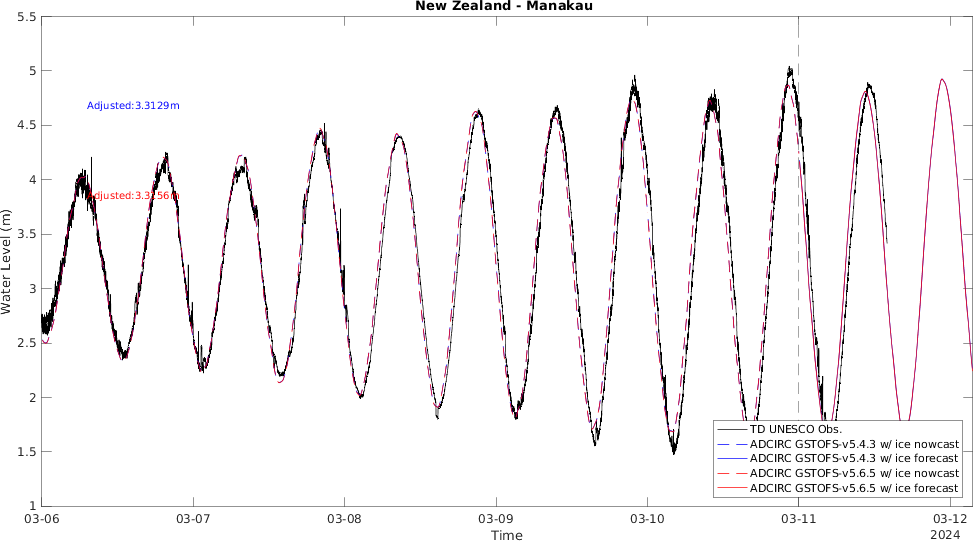 New Zealand - Manakau
5.5
5
4.5
4
3.5
3
2.5
2
1.5
1
Water Level (m)
Adjusted:3.3129m
Adjusted:3.3256m
TD UNESCO Obs.
ADCIRC GSTOFS-v5.4.3 w/ ice nowcast
ADCIRC GSTOFS-v5.4.3 w/ ice forecast
ADCIRC GSTOFS-v5.6.5 w/ ice nowcast
ADCIRC GSTOFS-v5.6.5 w/ ice forecast
03-06 03-07 03-08 03-09 03-10 03-11 03-12
Time
2024